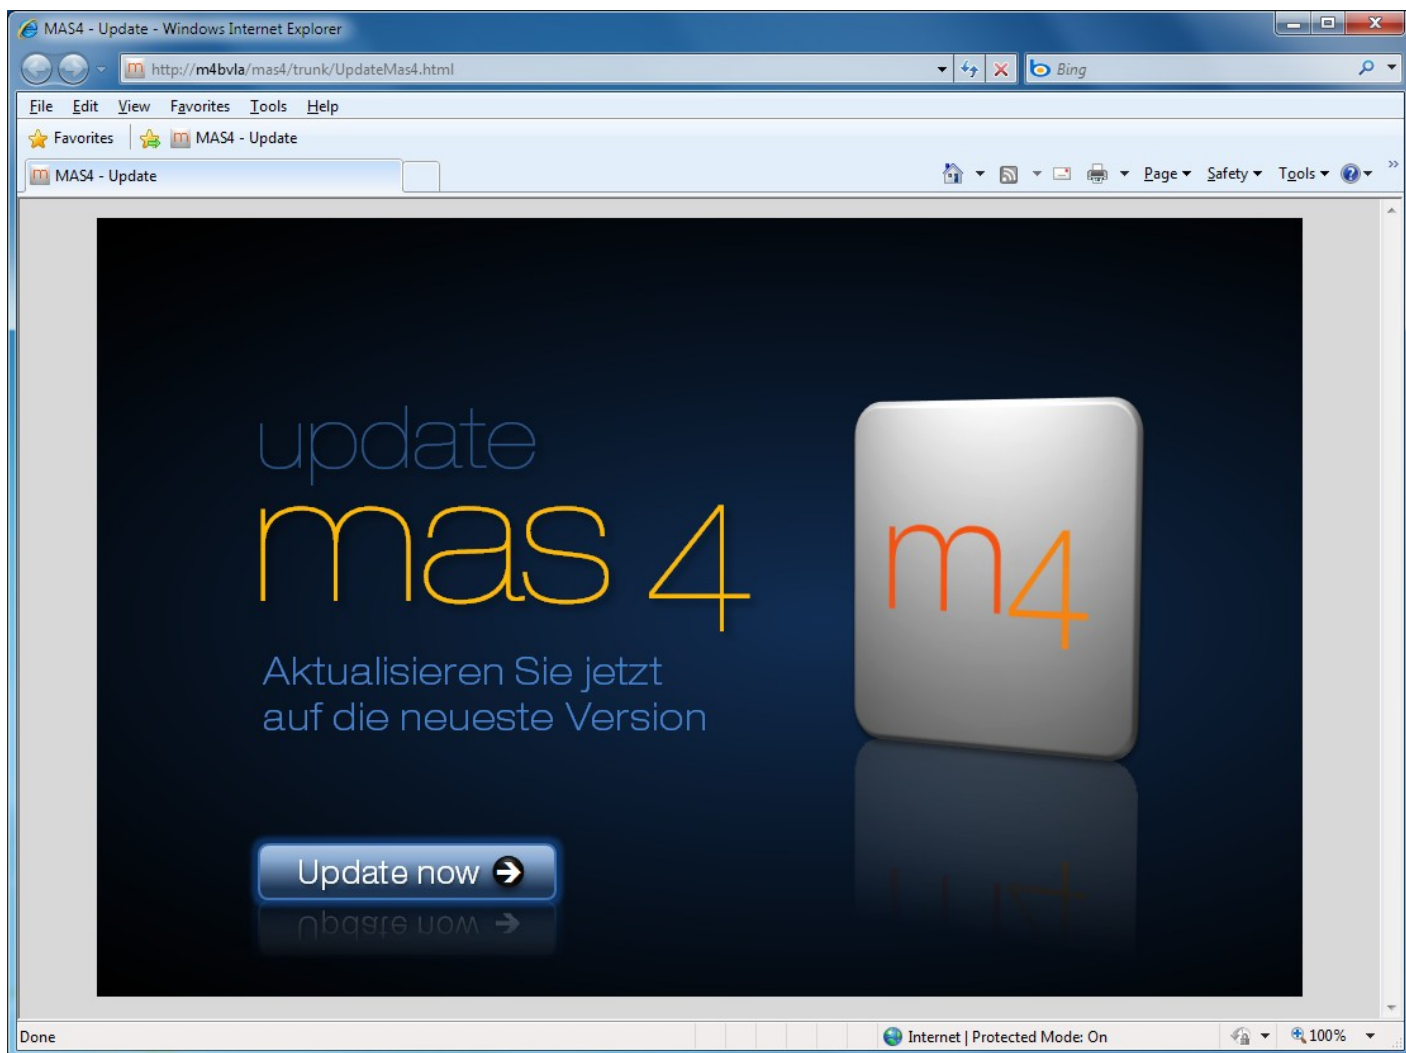 MAS4 - Update - Windows Internet Explorer
http://m4bvla/mas4/trunk/UpdateMas4.html
Bing
File Edit View Favorites Tools Help
Favorites MAS4 - Update
MAS4 - Update
Page Safety Tools
update
mas 4
m4
Aktualisieren Sie jetzt
auf die neueste Version
Update now
Done
Internet | Protected Mode: On
100%